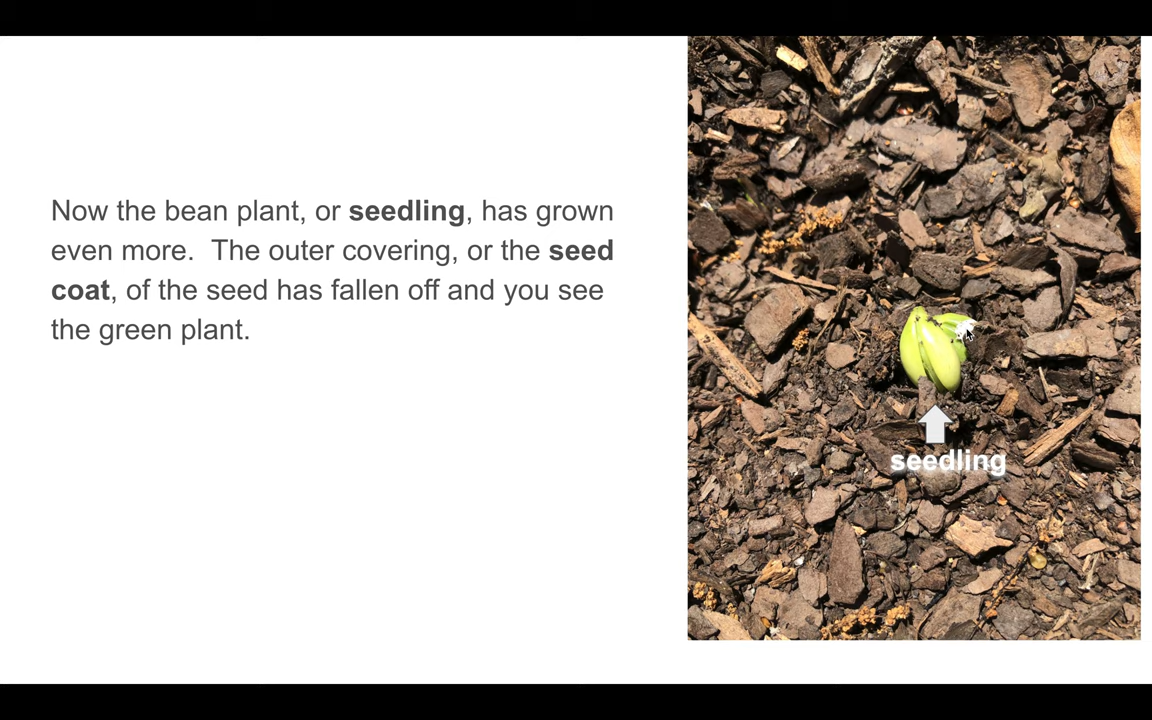 Now the bean plant, or seedling, has grown
even more.  The outer covering, or the seed
coat, of the seed has fallen off and you see
the green plant.
seedling